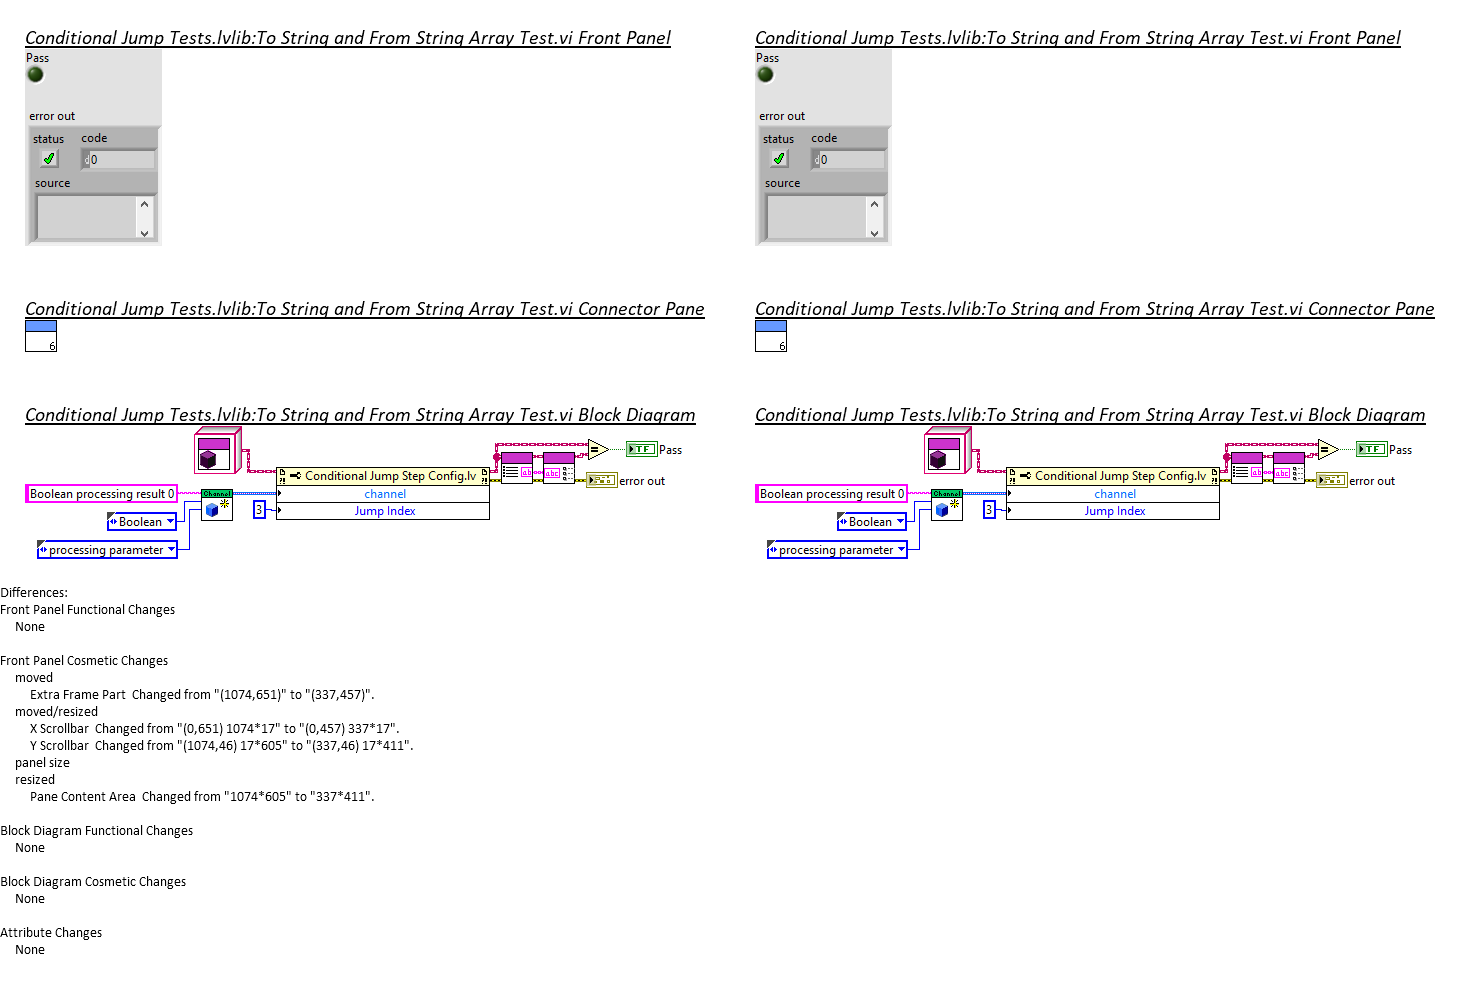 Conditional Jump Tests.lvlib:To String and From String Array Test.vi Front Panel
Pass
error out
status code
0
source
Conditional Jump Tests.lvlib:To String and From String Array Test.vi Connector Pane
6
Conditional Jump Tests.lvlib:To String and From String Array Test.vi Block Diagram
Conditional Jump Step Config.lv
TF Pass
ab abc
error out
Boolean processing result 0
Channel
channel
Boolean
3
Jump Index
processing parameter
Conditional Jump Tests.lvlib:To String and From String Array Test.vi Front Panel
Pass
error out
status code
0
source
Conditional Jump Tests.lvlib:To String and From String Array Test.vi Connector Pane
6
Conditional Jump Tests.lvlib:To String and From String Array Test.vi Block Diagram
Conditional Jump Step Config.lv
TF Pass
ab abc
error out
Boolean processing result 0
Channel
channel
Boolean
3
Jump Index
processing parameter
Differences:
Front Panel Functional Changes
None
Front Panel Cosmetic Changes
moved
Extra Frame Part  Changed from "(1074,651)" to "(337,457)".
moved/resized
X Scrollbar  Changed from "(0,651) 1074*17" to "(0,457) 337*17".
Y Scrollbar  Changed from "(1074,46) 17*605" to "(337,46) 17*411".
panel size
resized
Pane Content Area  Changed from "1074*605" to "337*411".
Block Diagram Functional Changes
None
Block Diagram Cosmetic Changes
None
Attribute Changes
None